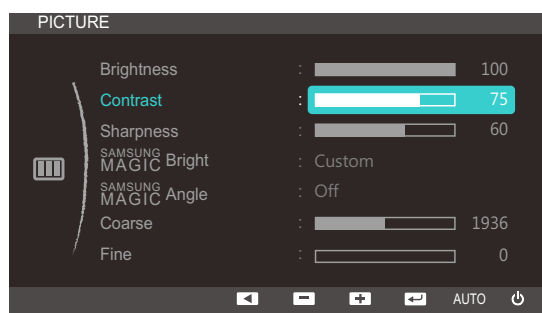 PICTURE
Brightness : 100
Contrast : 75
Sharpness : 60
SAMSUNG MAGIC Bright : Custom
SAMSUNG MAGIC Angle : Off
Coarse : 1936
Fine : 0
AUTO